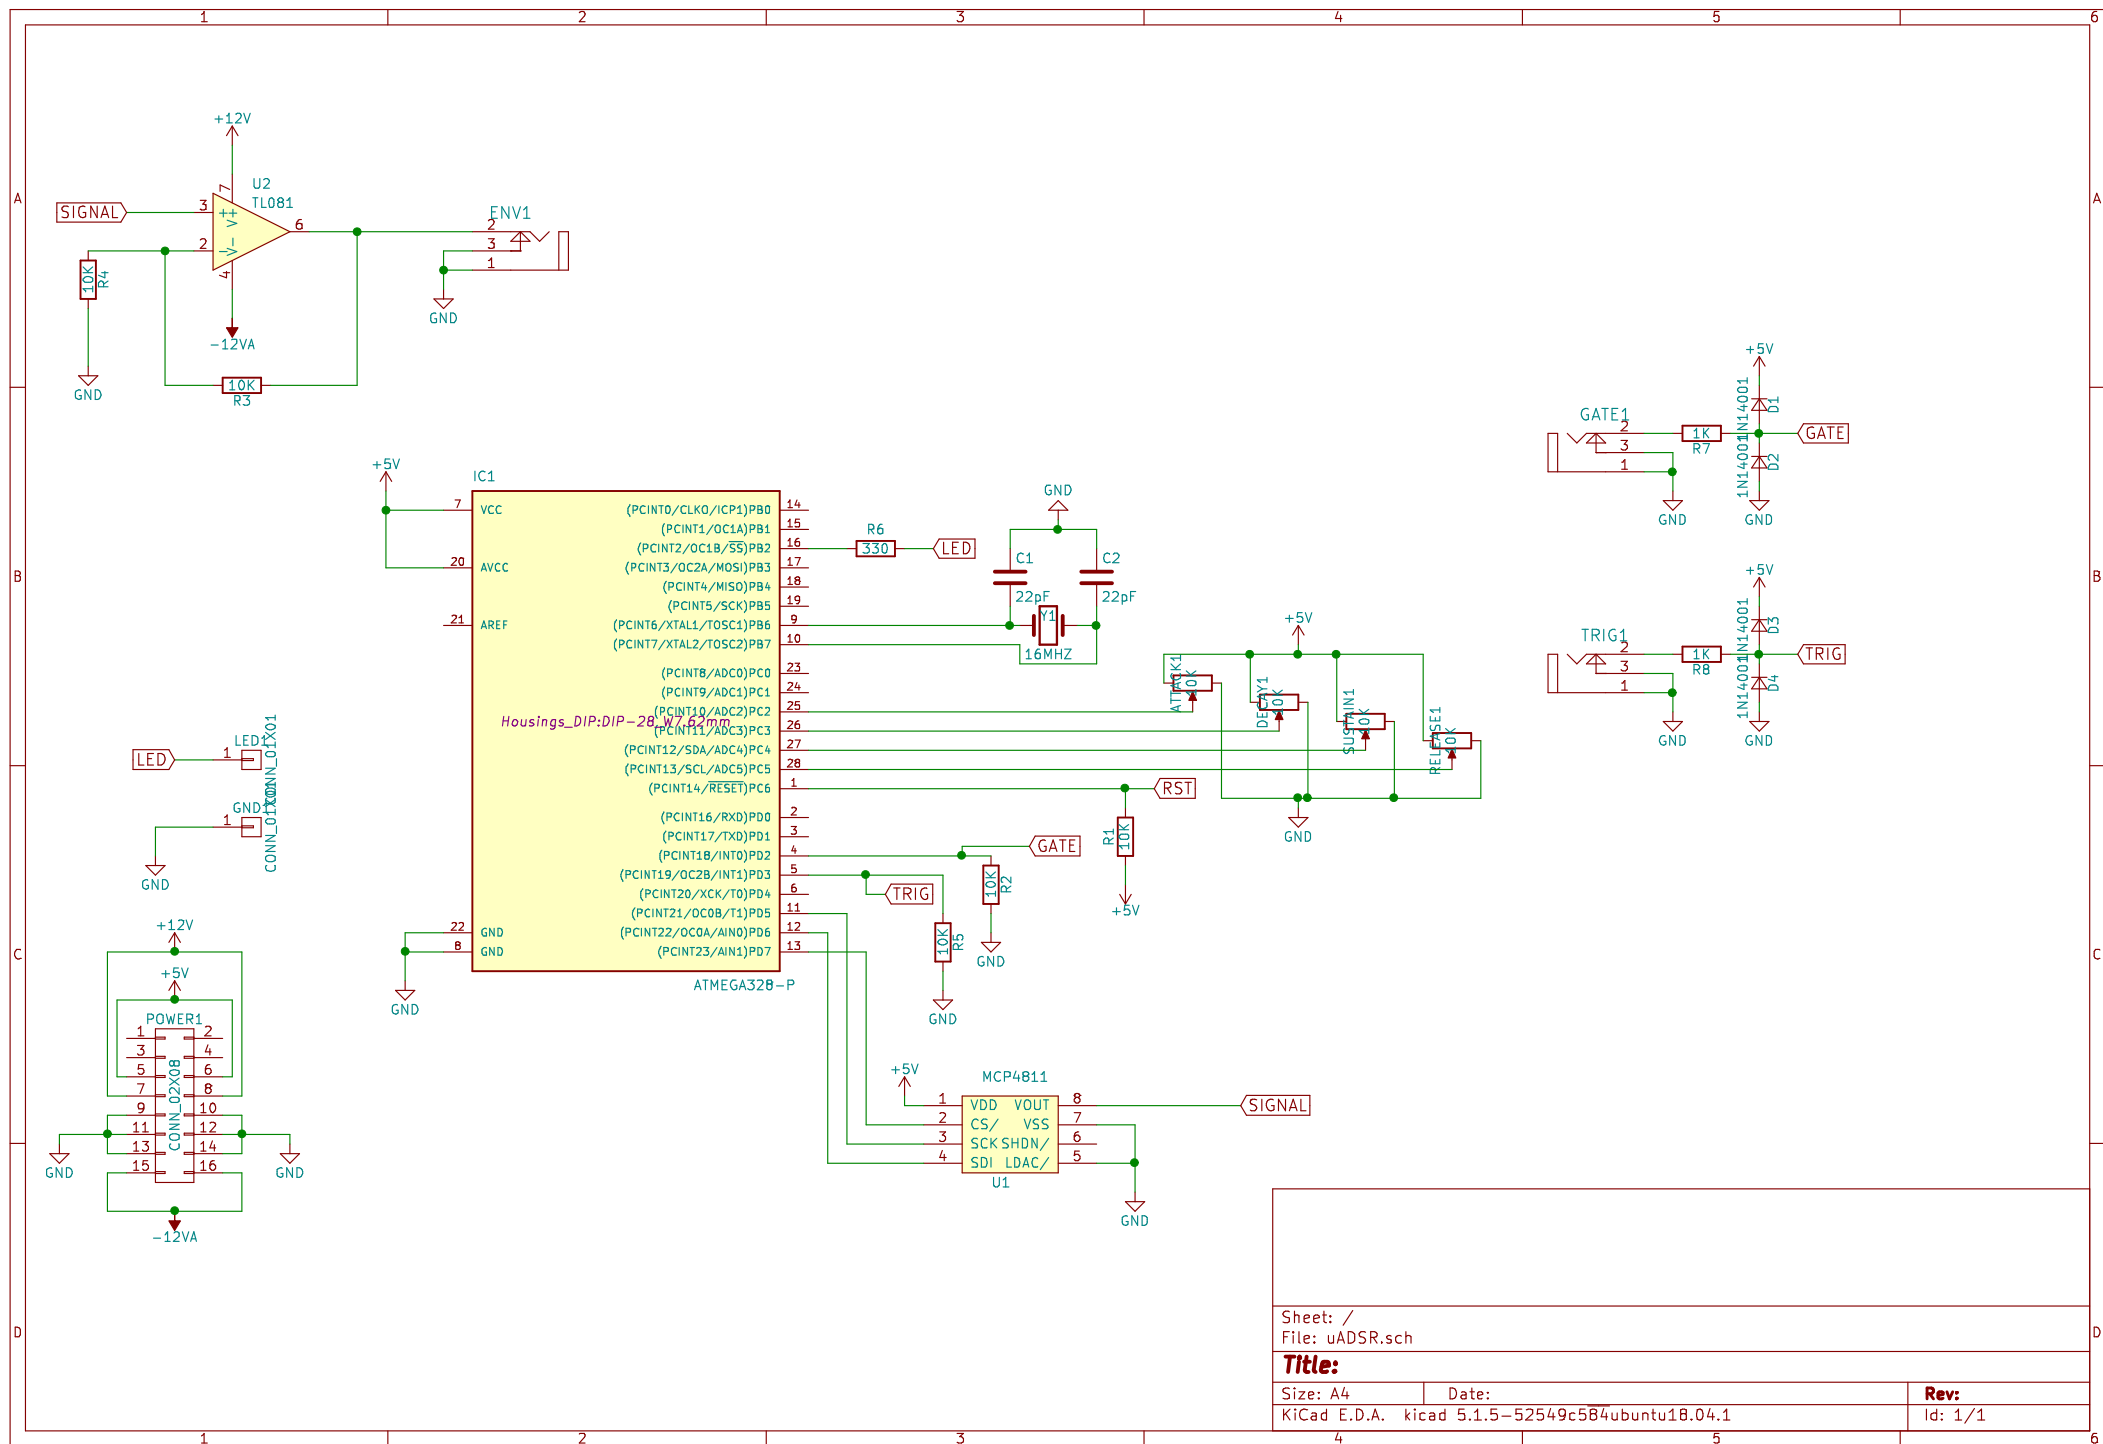 1 2 3 4 5 6
A A
B B
C C
D D
+12V
U2
TL081
SIGNAL
3
2
7
4
6
+
-
V+
V-
10K
R4
GND
-12VA
10K
R3
ENV1
2
3
1
GND
+5V
IC1
7 VCC
20 AVCC
21 AREF
22 GND
8 GND
(PCINT0/CLKO/ICP1)PB0 14
(PCINT1/OC1A)PB1 15
(PCINT2/OC1B/SS)PB2 16
(PCINT3/OC2A/MOSI)PB3 17
(PCINT4/MISO)PB4 18
(PCINT5/SCK)PB5 19
(PCINT6/XTAL1/TOSC1)PB6 9
(PCINT7/XTAL2/TOSC2)PB7 10
(PCINT8/ADC0)PC0 23
(PCINT9/ADC1)PC1 24
(PCINT10/ADC2)PC2 25
Housings_DIP:DIP-28_W7.62mm
(PCINT11/ADC3)PC3 26
(PCINT12/SDA/ADC4)PC4 27
(PCINT13/SCL/ADC5)PC5 28
(PCINT14/RESET)PC6 1
(PCINT16/RXD)PD0 2
(PCINT17/TXD)PD1 3
(PCINT18/INT0)PD2 4
(PCINT19/OC2B/INT1)PD3 5
(PCINT20/XCK/T0)PD4 6
(PCINT21/OC0B/T1)PD5 11
(PCINT22/OC0A/AIN0)PD6 12
(PCINT23/AIN1)PD7 13
ATMEGA328-P
GND
R6
330
LED
GND
C1
22pF
C2
22pF
Y1
16MHZ
+5V
ATTACK1
10K
DECAY1
10K
SUSTAIN1
10K
RELEASE1
10K
GND
RST
R1
10K
+5V
GATE
10K
R2
GND
TRIG
10K
R5
GND
GATE1
2
3
1
GND
1K
R7
+5V
1N14001
D1
1N14001
D2
GATE
GND
TRIG1
2
3
1
GND
1K
R8
+5V
1N14001
D3
1N14001
D4
TRIG
GND
LED
1
LED1
CONN_01X01
GND1
1
CONN_01X01
GND
+12V
+5V
POWER1
1 2
3 4
5 6
7 8
9 10
11 12
13 14
15 16
CONN_02X08
GND
GND
-12VA
+5V
MCP4811
1 VDD VOUT 8
2 CS/ VSS 7
3 SCK SHDN/ 6
4 SDI LDAC/ 5
U1
SIGNAL
GND
Sheet: /
File: uADSR.sch
Title:
Size: A4 Date: Rev:
KiCad E.D.A. kicad 5.1.5-52549c584ubuntu18.04.1 Id: 1/1
1 2 3 4 5 6